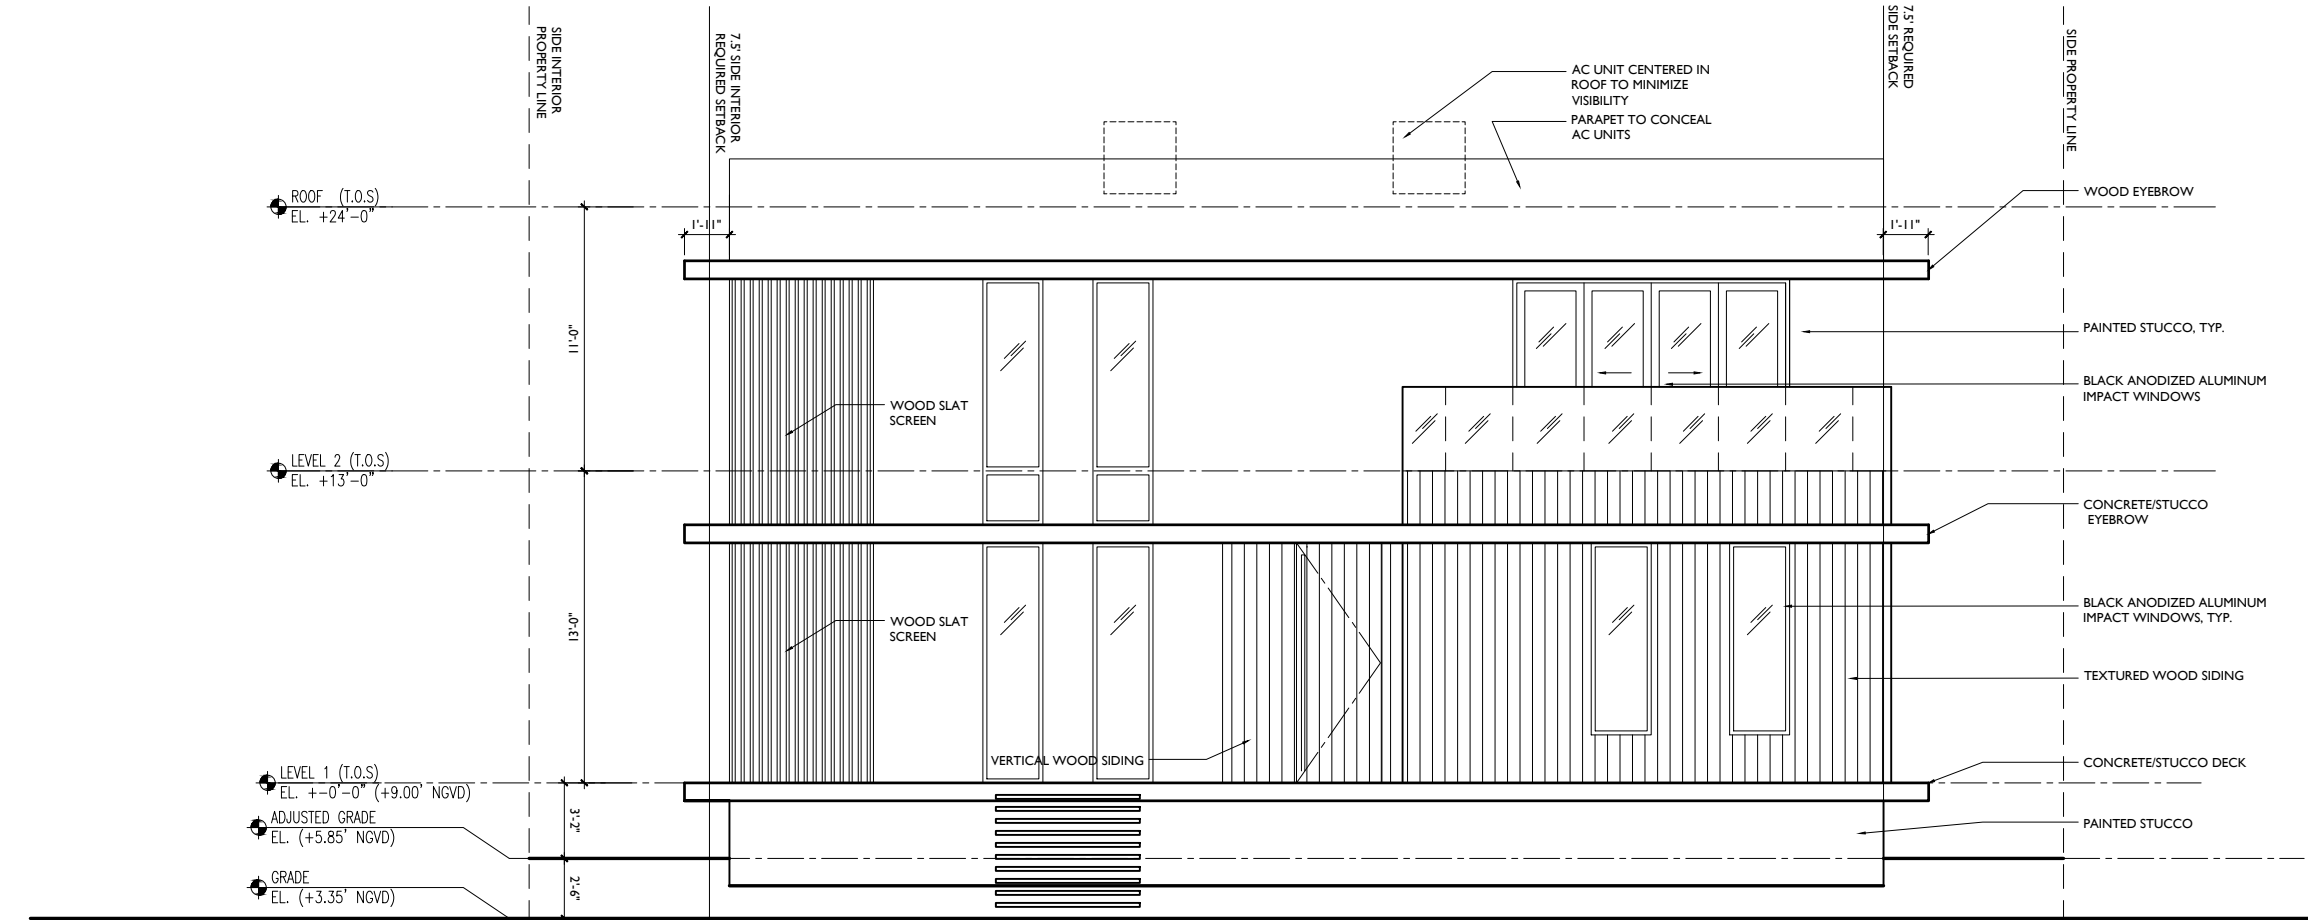 SIDE INTERIOR
PROPERTY LINE
7.5' SIDE INTERIOR
REQUIRED SETBACK
7.5' REQUIRED
SIDE SETBACK
SIDE PROPERTY LINE
AC UNIT CENTERED IN
ROOF TO MINIMIZE
VISIBILITY
PARAPET TO CONCEAL
AC UNITS
ROOF (T.O.S)
EL. +24'-0"
1'-11"
1'-11"
WOOD EYEBROW
11'-0"
PAINTED STUCCO, TYP.
BLACK ANODIZED ALUMINUM
IMPACT WINDOWS
WOOD SLAT
SCREEN
LEVEL 2 (T.O.S)
EL. +13'-0"
CONCRETE/STUCCO
EYEBROW
13'-0"
WOOD SLAT
SCREEN
BLACK ANODIZED ALUMINUM
IMPACT WINDOWS, TYP.
TEXTURED WOOD SIDING
VERTICAL WOOD SIDING
CONCRETE/STUCCO DECK
LEVEL 1 (T.O.S)
EL. +-0'-0" (+9.00' NGVD)
3'-2"
ADJUSTED GRADE
EL. (+5.85' NGVD)
PAINTED STUCCO
GRADE
EL. (+3.35' NGVD)
2'-6"